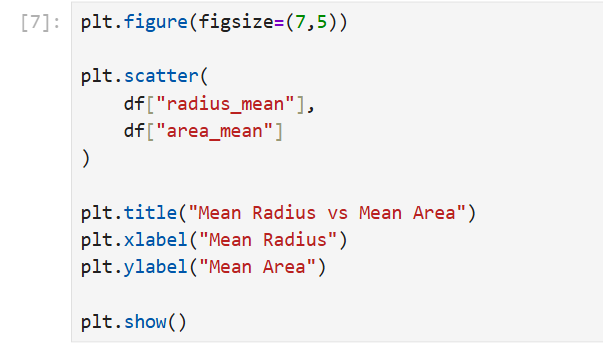 [7]: plt.figure(figsize=(7,5))
plt.scatter(
    df["radius_mean"],
    df["area_mean"]
)
plt.title("Mean Radius vs Mean Area")
plt.xlabel("Mean Radius")
plt.ylabel("Mean Area")
plt.show()